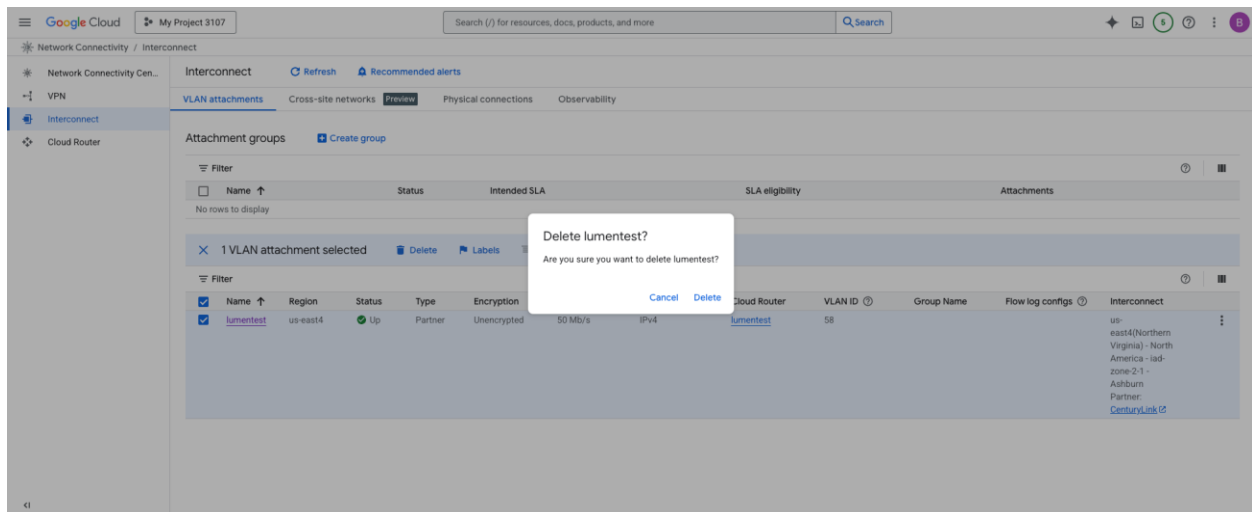 Google Cloud My Project 3107 Search (/) for resources, docs, products, and more Search 5 B
Network Connectivity / Interconnect
Network Connectivity Cen...
VPN
Interconnect
Cloud Router
Interconnect Refresh Recommended alerts
VLAN attachments Cross-site networks Preview Physical connections Observability
Attachment groups Create group
Filter
Name Status Intended SLA SLA eligibility Attachments
No rows to display
Delete lumentest?
Are you sure you want to delete lumentest?
Cancel Delete
1 VLAN attachment selected Delete Labels
Filter
Name Region Status Type Encryption Cloud Router VLAN ID Group Name Flow log configs Interconnect
lumentest us-east4 Up Partner Unencrypted 50 Mb/s IPv4 lumentest 58
us-
east4(Northern
Virginia) - North
America - iad-
zone-2-1 -
Ashburn
Partner:
CenturyLink